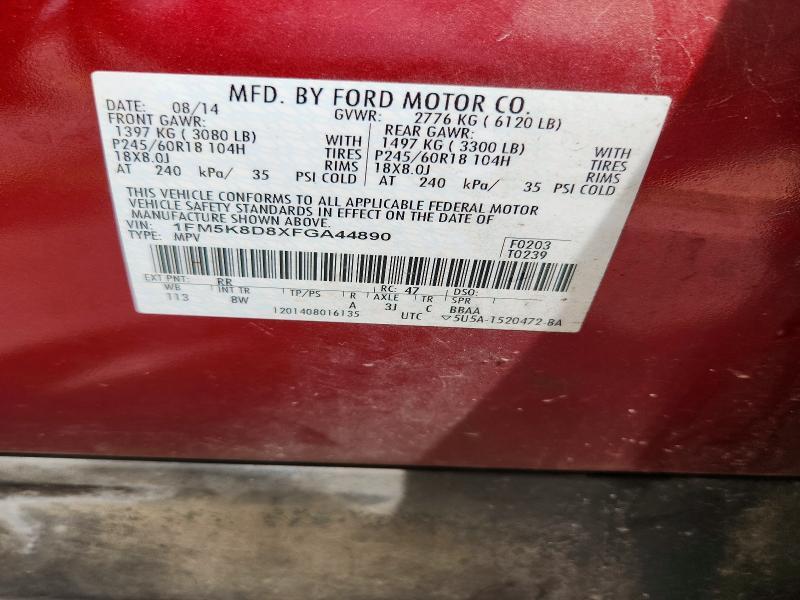 MFD. BY FORD MOTOR CO.
DATE: 08/14 GVWR: 2776 KG ( 6120 LB)
FRONT GAWR: REAR GAWR:
1397 KG ( 3080 LB) WITH 1497 KG ( 3300 LB) WITH
P245/60R18 104H TIRES P245/60R18 104H TIRES
18X8.0J RIMS 18X8.0J RIMS
AT 240 kPa/ 35 PSI COLD AT 240 kPa/ 35 PSI COLD
THIS VEHICLE CONFORMS TO ALL APPLICABLE FEDERAL MOTOR
VEHICLE SAFETY STANDARDS IN EFFECT ON THE DATE OF
MANUFACTURE SHOWN ABOVE.
VIN: 1FM5K8D8XFGA44890 F0203
TYPE: MPV T0239
EXT PNT: RR RC: 47 DSO:
WB INT TR TP/PS R AXLE TR SPR
113 8W A 3J C BBAA
1201408016135 UTC ▽5U5A-1520472-BA